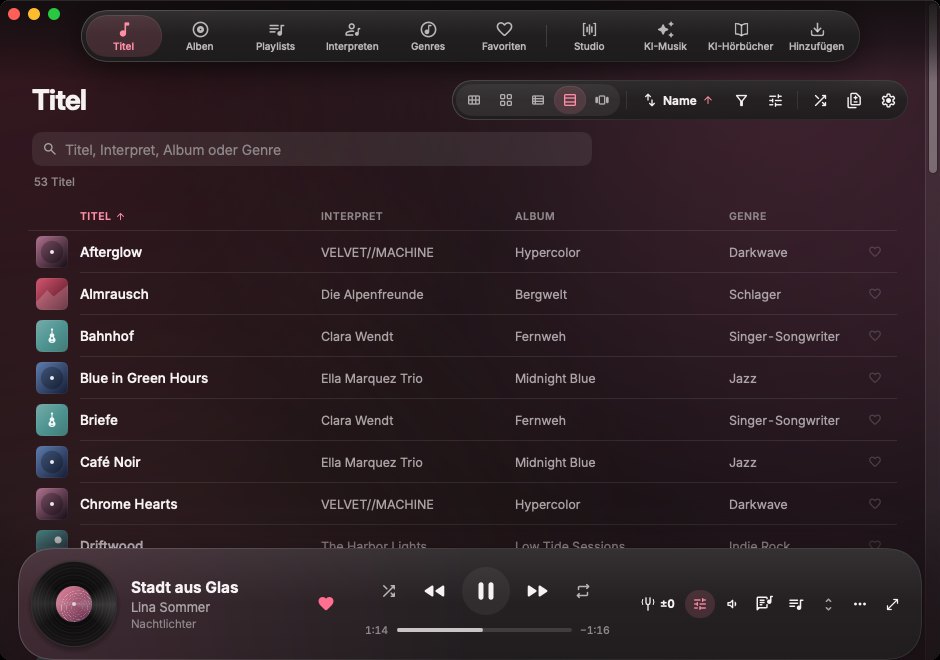 Titel
Alben
Playlists
Interpreten
Genres
Favoriten
Studio
KI-Musik
KI-Hörbücher
Hinzufügen
Titel
Name
Titel, Interpret, Album oder Genre
53 Titel
TITEL INTERPRET ALBUM GENRE
Afterglow VELVET//MACHINE Hypercolor Darkwave
Almrausch Die Alpenfreunde Bergwelt Schlager
Bahnhof Clara Wendt Fernweh Singer-Songwriter
Blue in Green Hours Ella Marquez Trio Midnight Blue Jazz
Briefe Clara Wendt Fernweh Singer-Songwriter
Café Noir Ella Marquez Trio Midnight Blue Jazz
Chrome Hearts VELVET//MACHINE Hypercolor Darkwave
Driftwood The Harbor Lights Low Tide Sessions Indie Rock
Stadt aus Glas
Lina Sommer
Nachtlichter
1:14
−1:16
±0